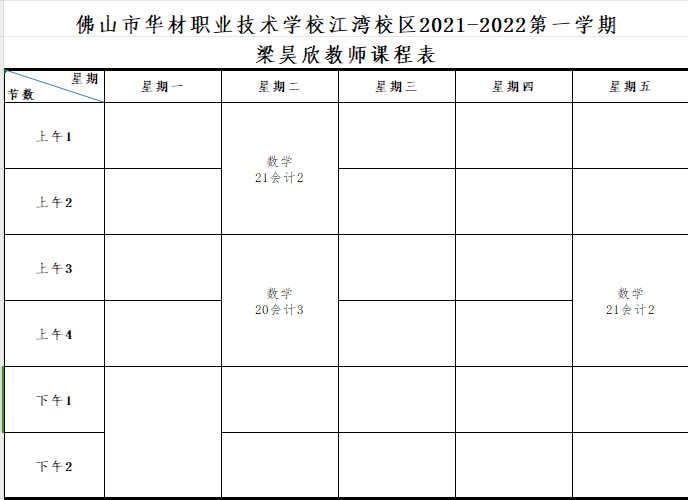 佛山市华材职业技术学校江湾校区2021-2022第一学期
梁昊欣教师课程表
星期
节数
星期一
星期二
星期三
星期四
星期五
上午1
数学
21会计2
上午2
上午3
数学
20会计3
数学
21会计2
上午4
下午1
下午2